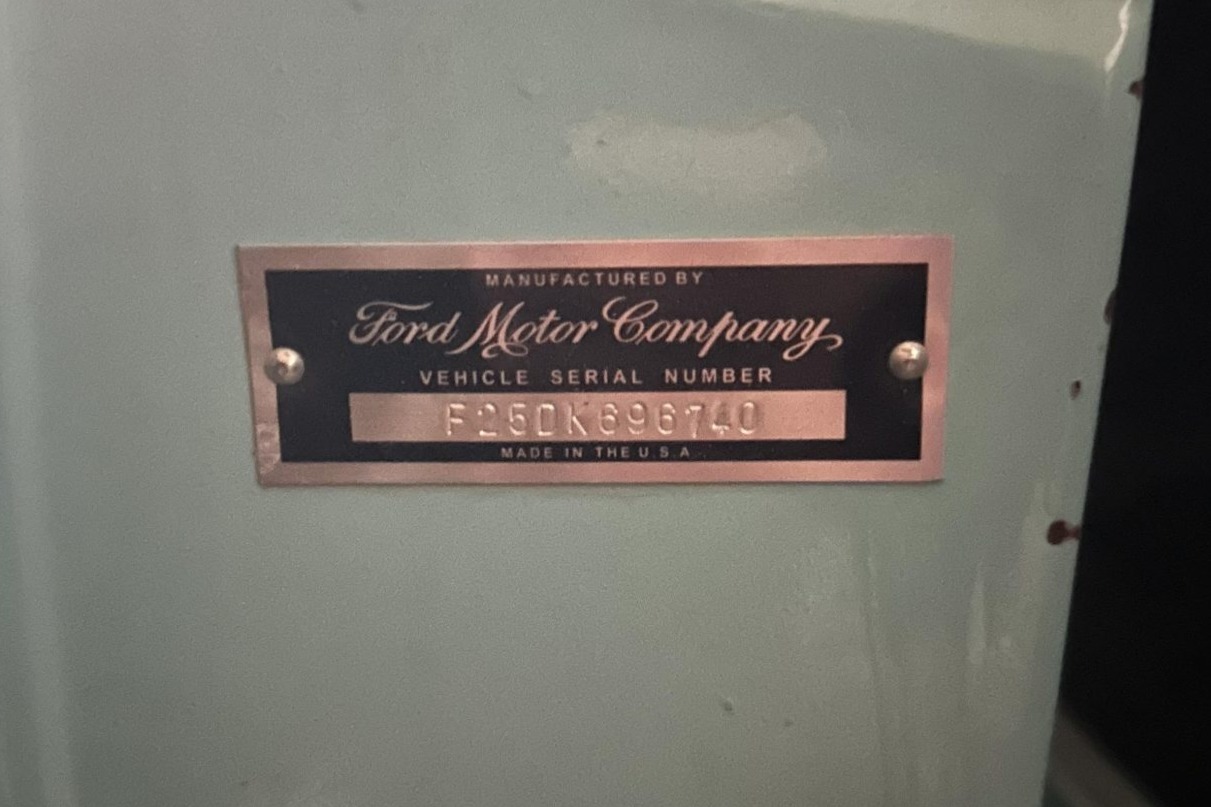 MANUFACTURED BY
Ford Motor Company
VEHICLE SERIAL NUMBER
F25DK696740
MADE IN THE U.S.A.